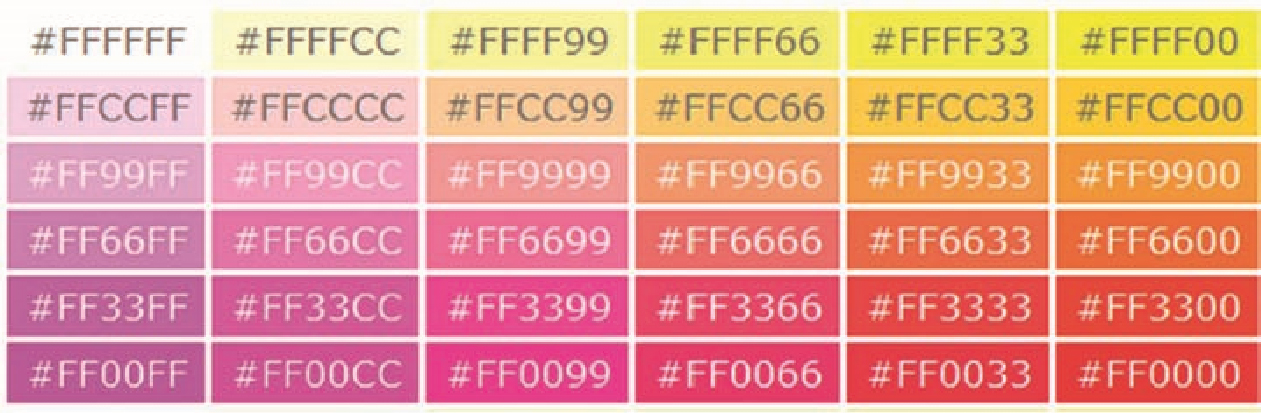 #FFFFFF #FFFFCC #FFFF99 #FFFF66 #FFFF33 #FFFF00
#FFCCFF #FFCCCC #FFCC99 #FFCC66 #FFCC33 #FFCC00
#FF99FF #FF99CC #FF9999 #FF9966 #FF9933 #FF9900
#FF66FF #FF66CC #FF6699 #FF6666 #FF6633 #FF6600
#FF33FF #FF33CC #FF3399 #FF3366 #FF3333 #FF3300
#FF00FF #FF00CC #FF0099 #FF0066 #FF0033 #FF0000